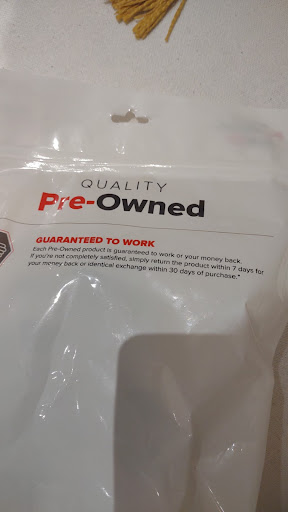 QUALITY
Pre-Owned
GUARANTEED TO WORK
Each Pre-Owned product is guaranteed to work or your money back.
If you're not completely satisfied, simply return the product within 7 days for
your money back or identical exchange within 30 days of purchase.*